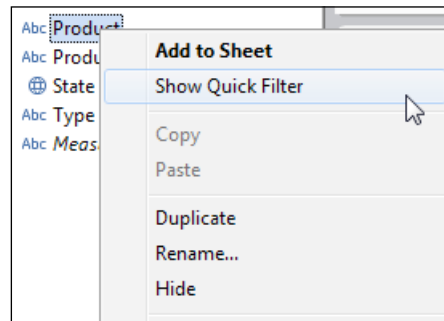 Abc Product
Abc Produ
State
Abc Type
Abc Meas
Add to Sheet
Show Quick Filter
Copy
Paste
Duplicate
Rename...
Hide